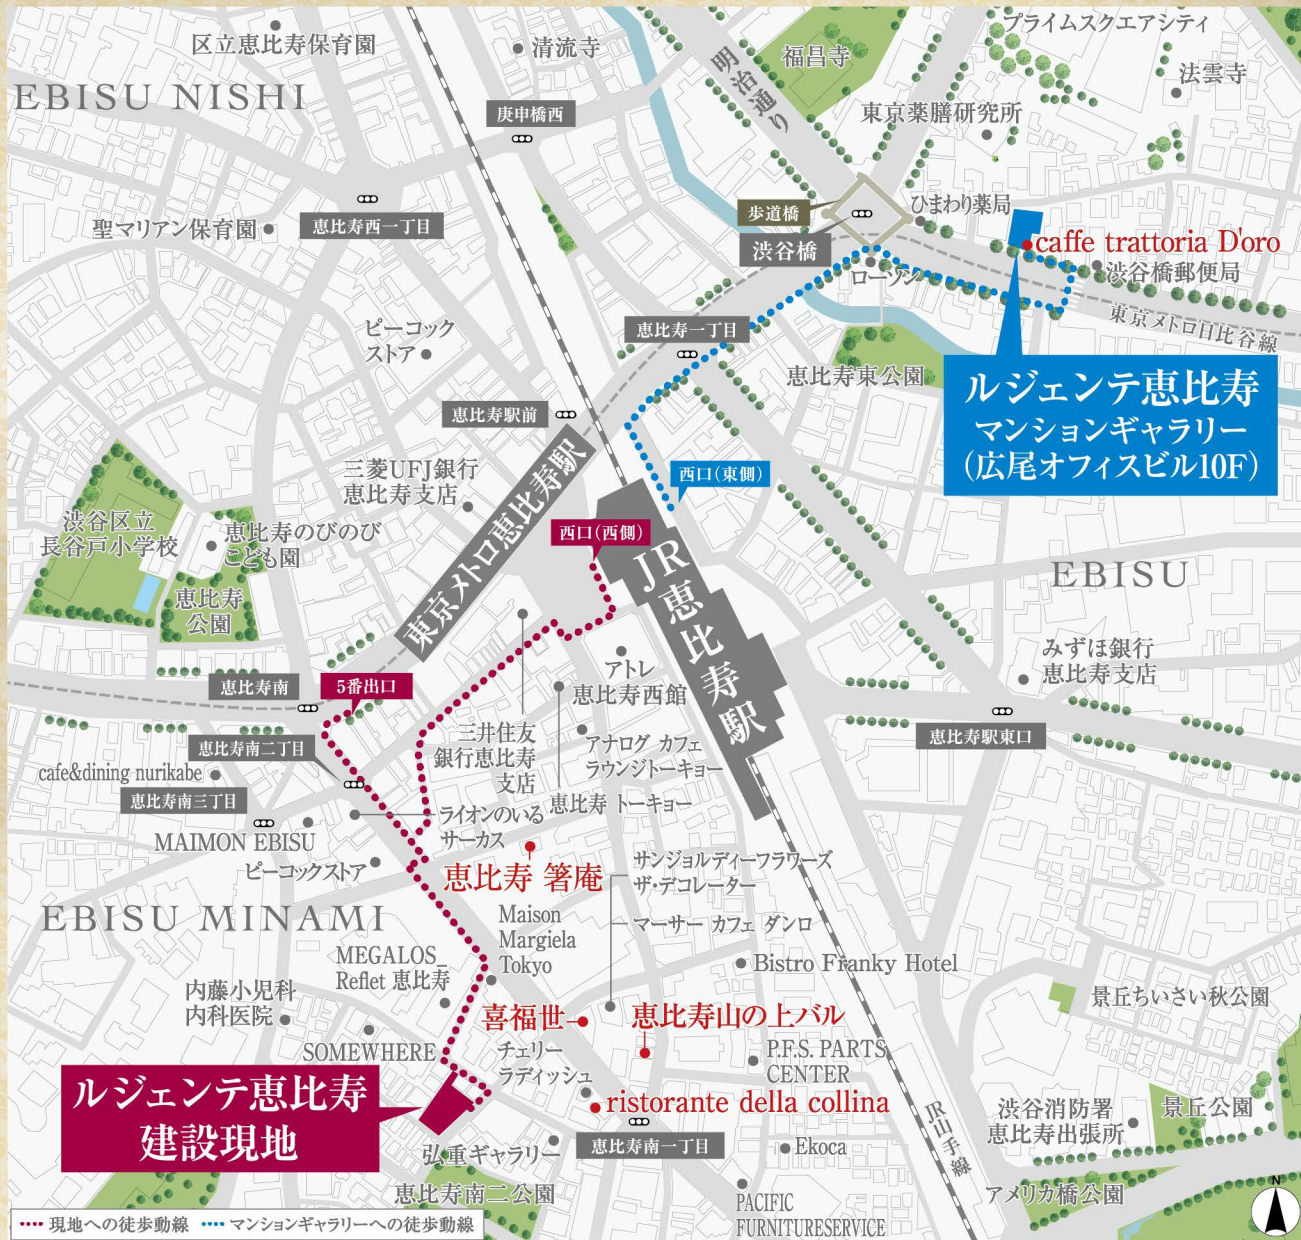 区立恵比寿保育園
清流寺
プライムスクエアシティ
福昌寺
法雲寺
明治通り
EBISU NISHI
庚申橋西
東京薬膳研究所
歩道橋
ひまわり薬局
恵比寿西一丁目
聖マリアン保育園
渋谷橋
caffe trattoria D'oro
ローソン
渋谷橋郵便局
東京メトロ日比谷線
ピーコック
ストア
恵比寿一丁目
恵比寿東公園
ルジェンテ恵比寿
マンションギャラリー
(広尾オフィスビル10F)
恵比寿駅前
三菱UFJ銀行
恵比寿支店
東京メトロ恵比寿駅
西口(東側)
西口(西側)
JR恵比寿駅
渋谷区立
長谷戸小学校
恵比寿のびのび
こども園
恵比寿
公園
EBISU
みずほ銀行
恵比寿支店
アトレ
恵比寿西館
恵比寿南
5番出口
恵比寿駅東口
恵比寿南二丁目
三井住友
銀行恵比寿
支店
アナログ カフェ
ラウンジトーキョー
cafe&dining nurikabe
恵比寿南三丁目
恵比寿 トーキョー
ライオンのいる
サーカス
MAIMON EBISU
ピーコックストア
恵比寿 箸庵
サンジョルディーフラワーズ
ザ・デコレーター
EBISU MINAMI
Maison
Margiela
Tokyo
マーサー カフェ ダンロ
MEGALOS_
Reflet 恵比寿
Bistro Franky Hotel
内藤小児科
内科医院
景丘ちいさい秋公園
喜福世
恵比寿山の上バル
SOMEWHERE
チェリー
ラディッシュ
P.F.S. PARTS
CENTER
ルジェンテ恵比寿
建設現地
ristorante della collina
JR山手線
渋谷消防署
恵比寿出張所
景丘公園
恵比寿南一丁目
弘重ギャラリー
Ekoca
恵比寿南二公園
アメリカ橋公園
PACIFIC
FURNITURESERVICE
N
現地への徒歩動線
マンションギャラリーへの徒歩動線